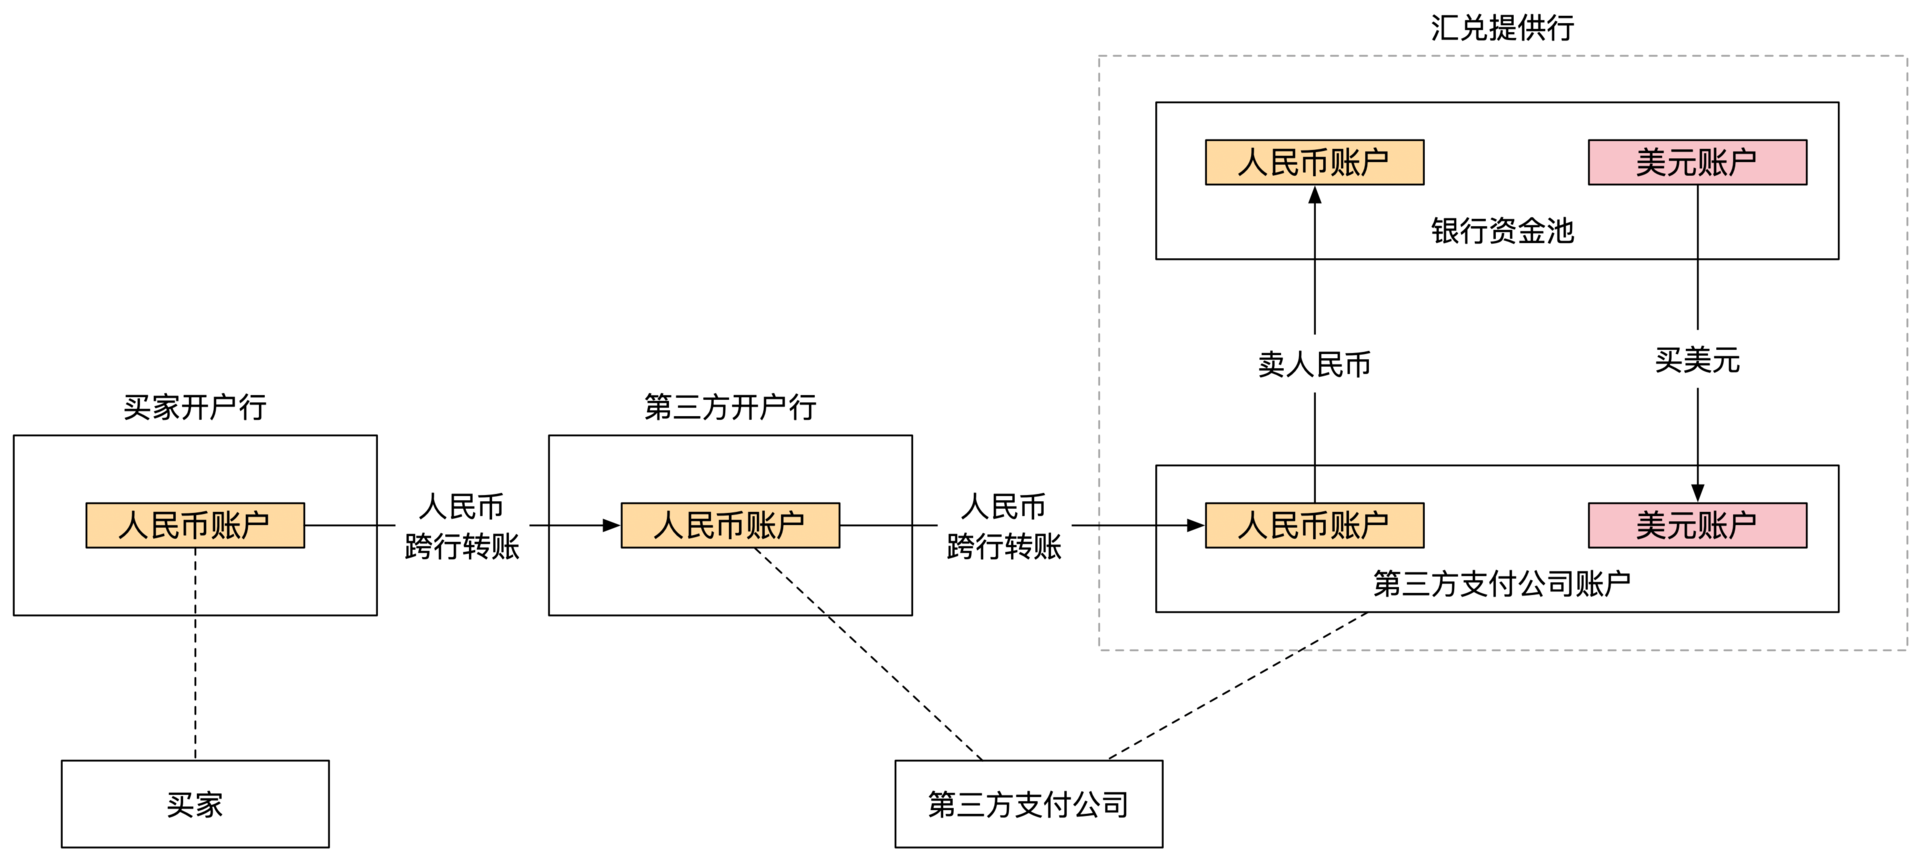 汇兑提供行
人民币账户
美元账户
银行资金池
卖人民币
买美元
买家开户行
第三方开户行
人民币账户
人民币
跨行转账
人民币账户
人民币
跨行转账
人民币账户
美元账户
第三方支付公司账户
买家
第三方支付公司